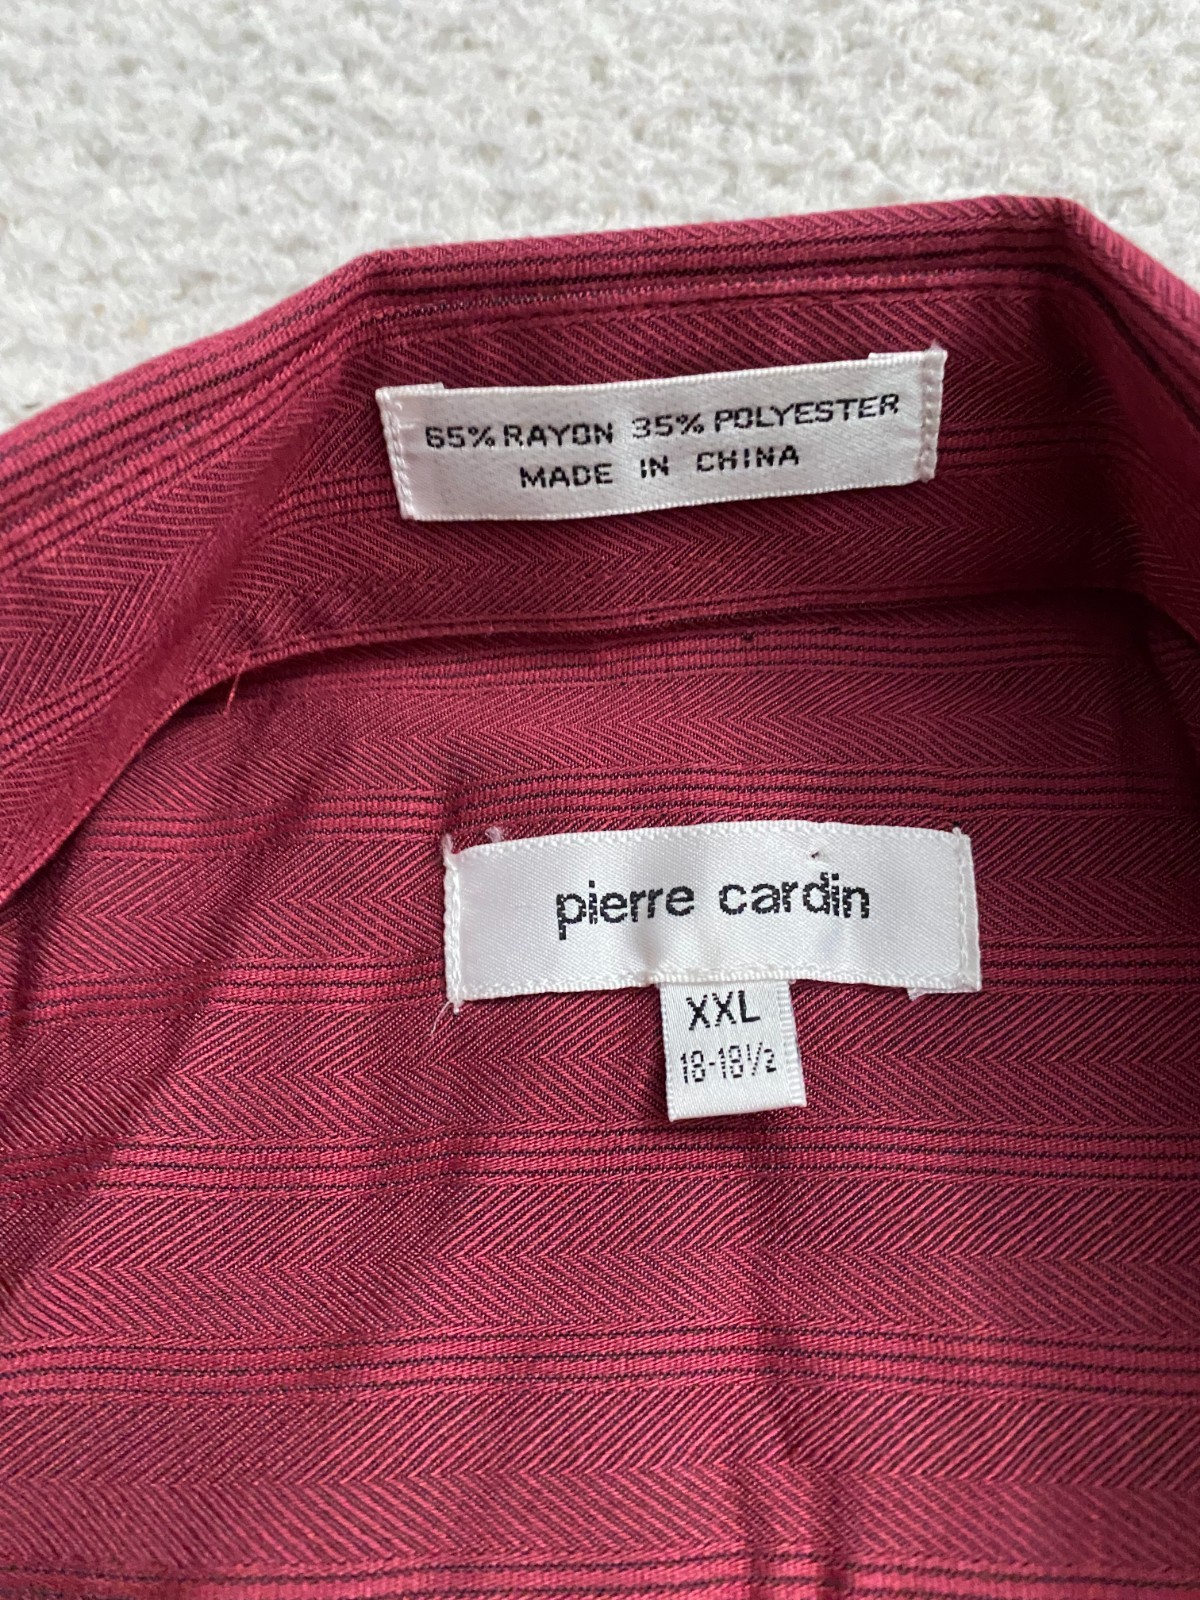 65% RAYON 35% POLYESTER
MADE IN CHINA
pierre cardin
XXL
18-18½